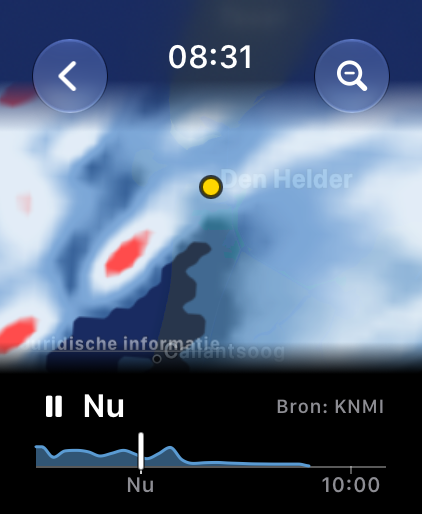 08:31
Den Helder
Juridische informatie
Callantsoog
Nu
Bron: KNMI
Nu
10:00